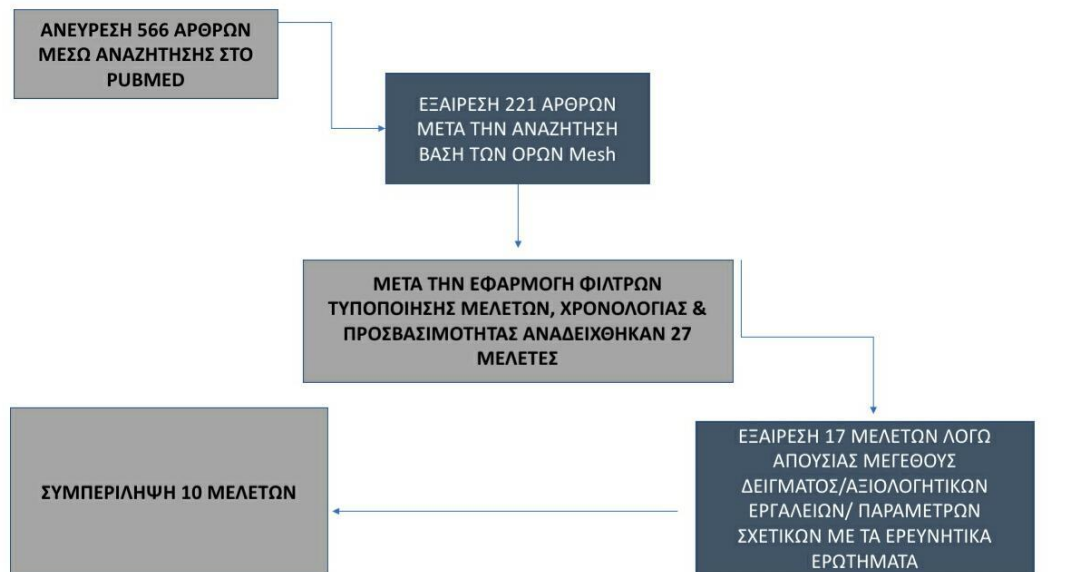 ΑΝΕΥΡΕΣΗ 566 ΑΡΘΡΩΝ
ΜΕΣΩ ΑΝΑΖΗΤΗΣΗΣ ΣΤΟ
PUBMED
ΕΞΑΙΡΕΣΗ 221 ΑΡΘΡΩΝ
ΜΕΤΑ ΤΗΝ ΑΝΑΖΗΤΗΣΗ
ΒΑΣΗ ΤΩΝ ΟΡΩΝ Mesh
ΜΕΤΑ ΤΗΝ ΕΦΑΡΜΟΓΗ ΦΙΛΤΡΩΝ
ΤΥΠΟΠΟΙΗΣΗΣ ΜΕΛΕΤΩΝ, ΧΡΟΝΟΛΟΓΙΑΣ &
ΠΡΟΣΒΑΣΙΜΟΤΗΤΑΣ ΑΝΑΔΕΙΧΘΗΚΑΝ 27
ΜΕΛΕΤΕΣ
ΕΞΑΙΡΕΣΗ 17 ΜΕΛΕΤΩΝ ΛΟΓΩ
ΑΠΟΥΣΙΑΣ ΜΕΓΕΘΟΥΣ
ΔΕΙΓΜΑΤΟΣ/ΑΞΙΟΛΟΓΗΤΙΚΩΝ
ΕΡΓΑΛΕΙΩΝ/ ΠΑΡΑΜΕΤΡΩΝ
ΣΧΕΤΙΚΩΝ ΜΕ ΤΑ ΕΡΕΥΝΗΤΙΚΑ
ΕΡΩΤΗΜΑΤΑ
ΣΥΜΠΕΡΙΛΗΨΗ 10 ΜΕΛΕΤΩΝ